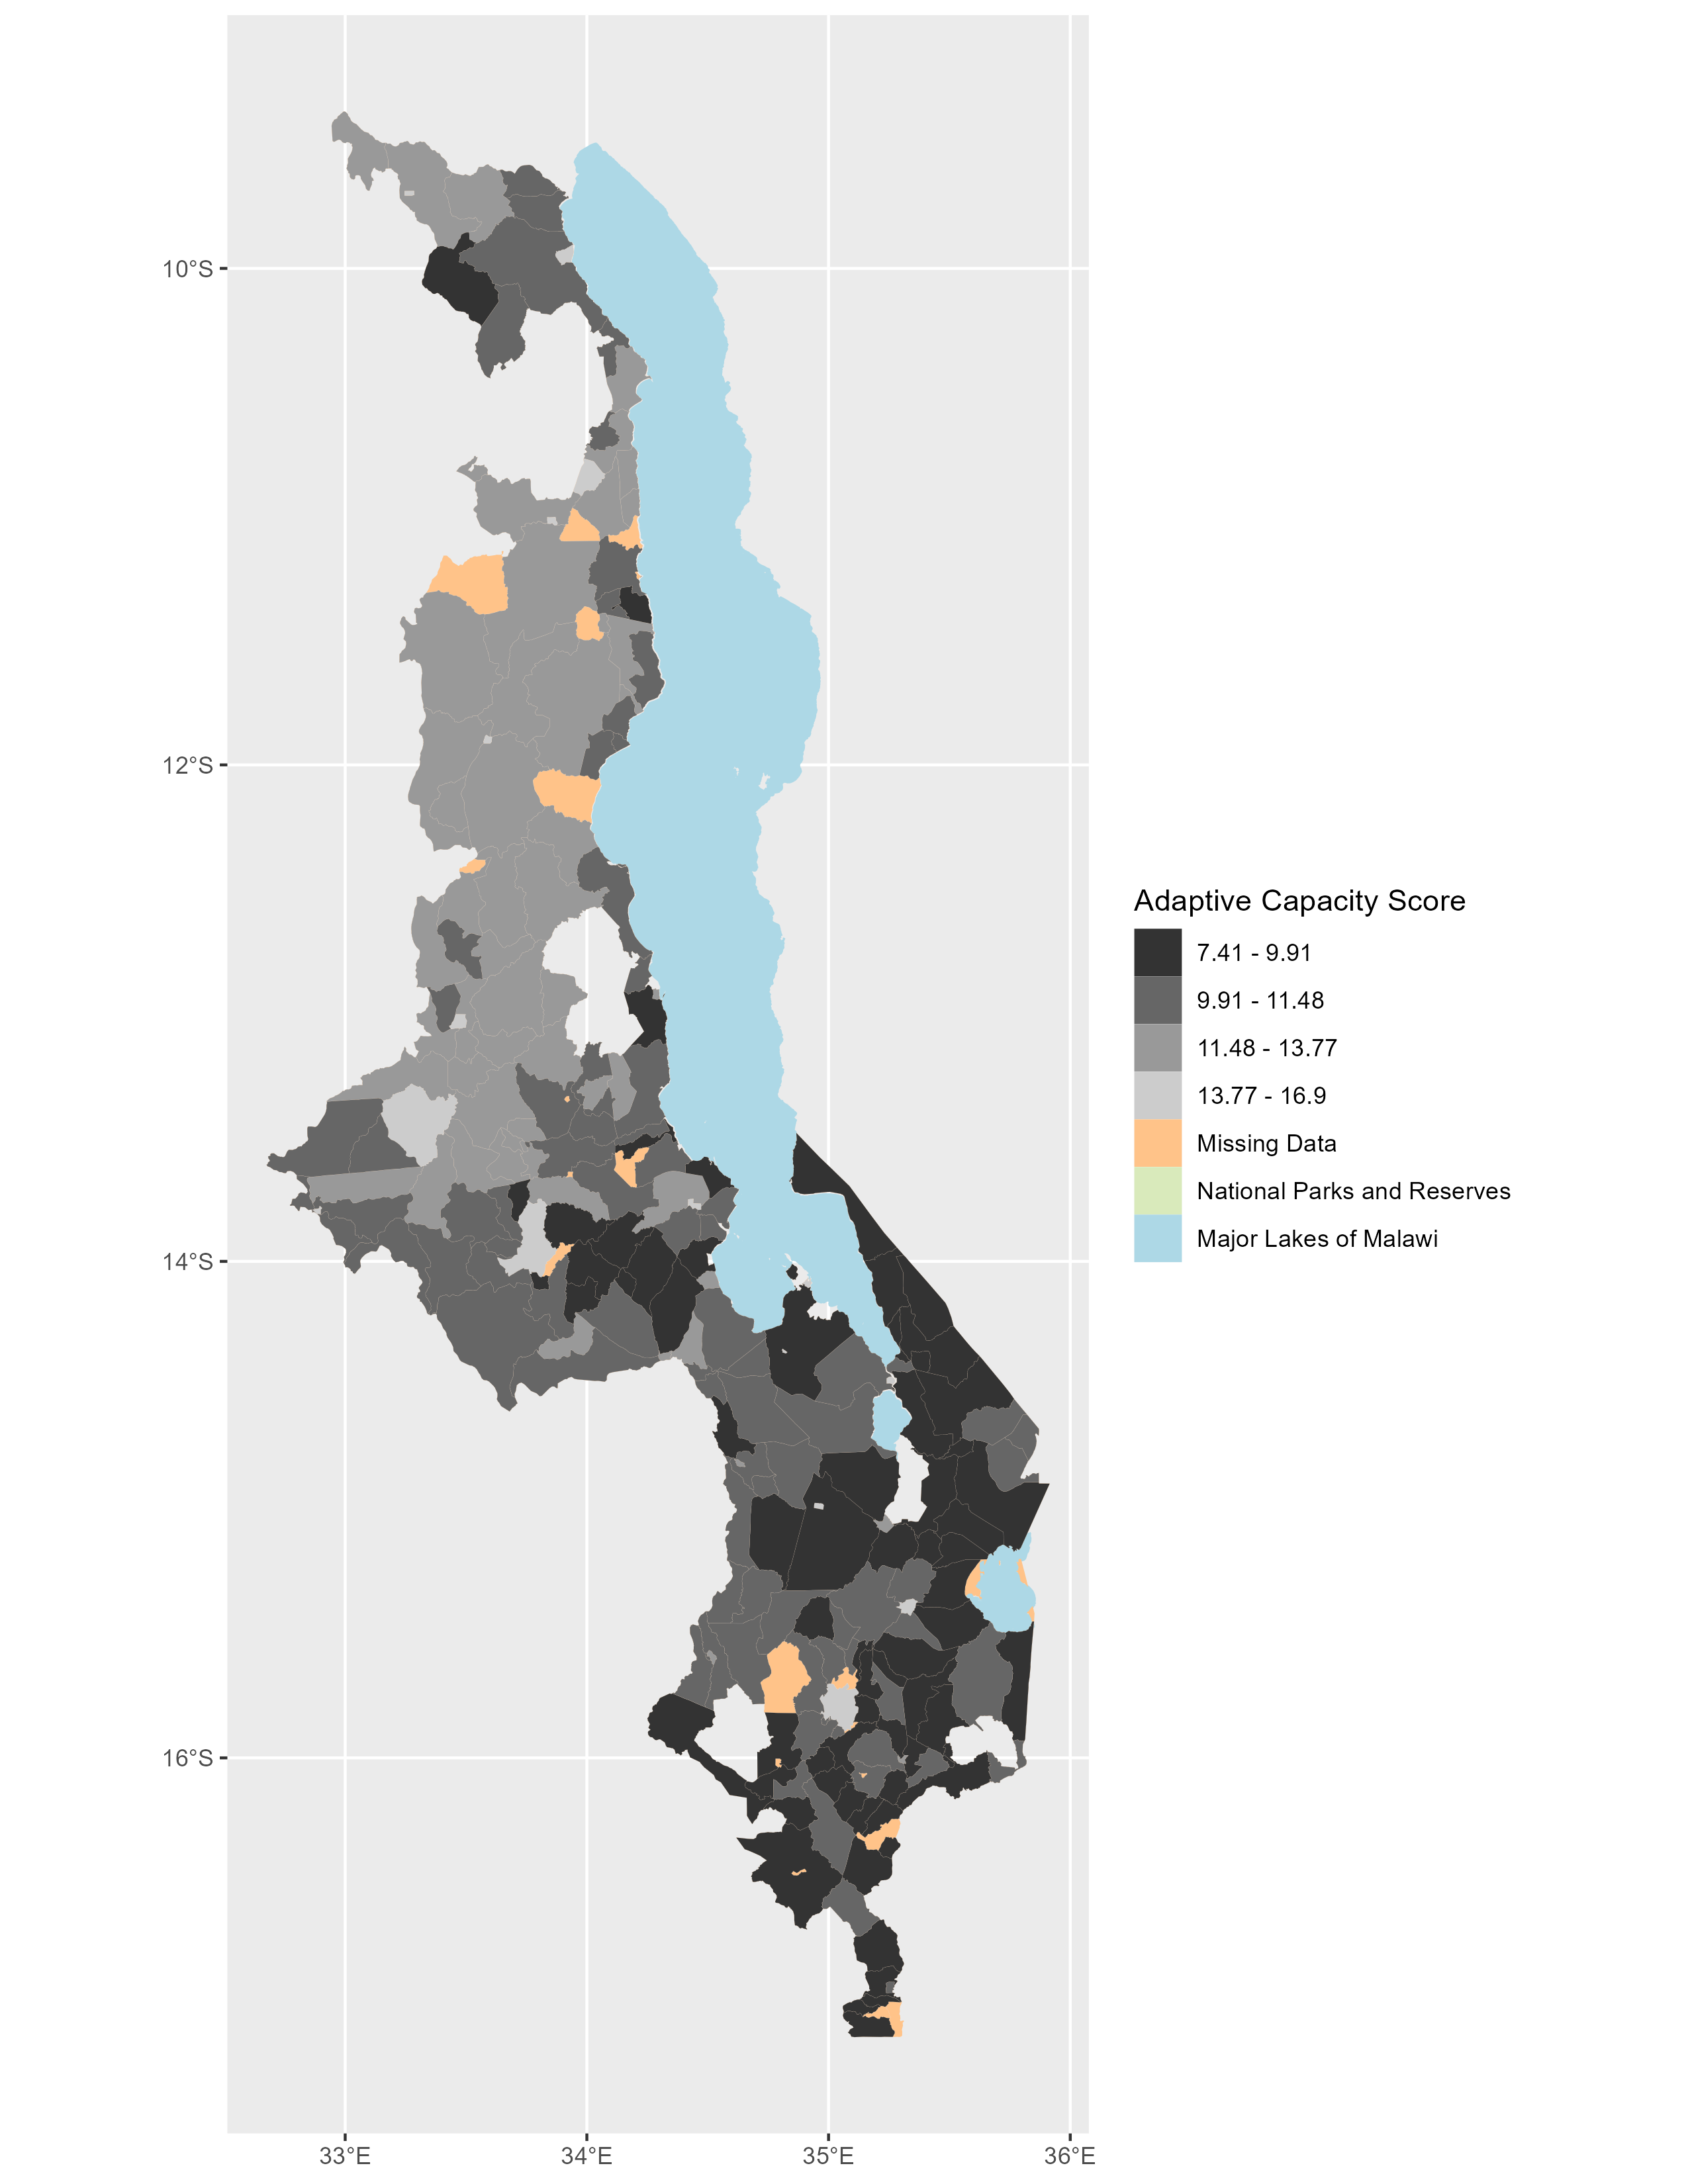 10°S
12°S
14°S
16°S
33°E
34°E
35°E
36°E
Adaptive Capacity Score
7.41 - 9.91
9.91 - 11.48
11.48 - 13.77
13.77 - 16.9
Missing Data
National Parks and Reserves
Major Lakes of Malawi